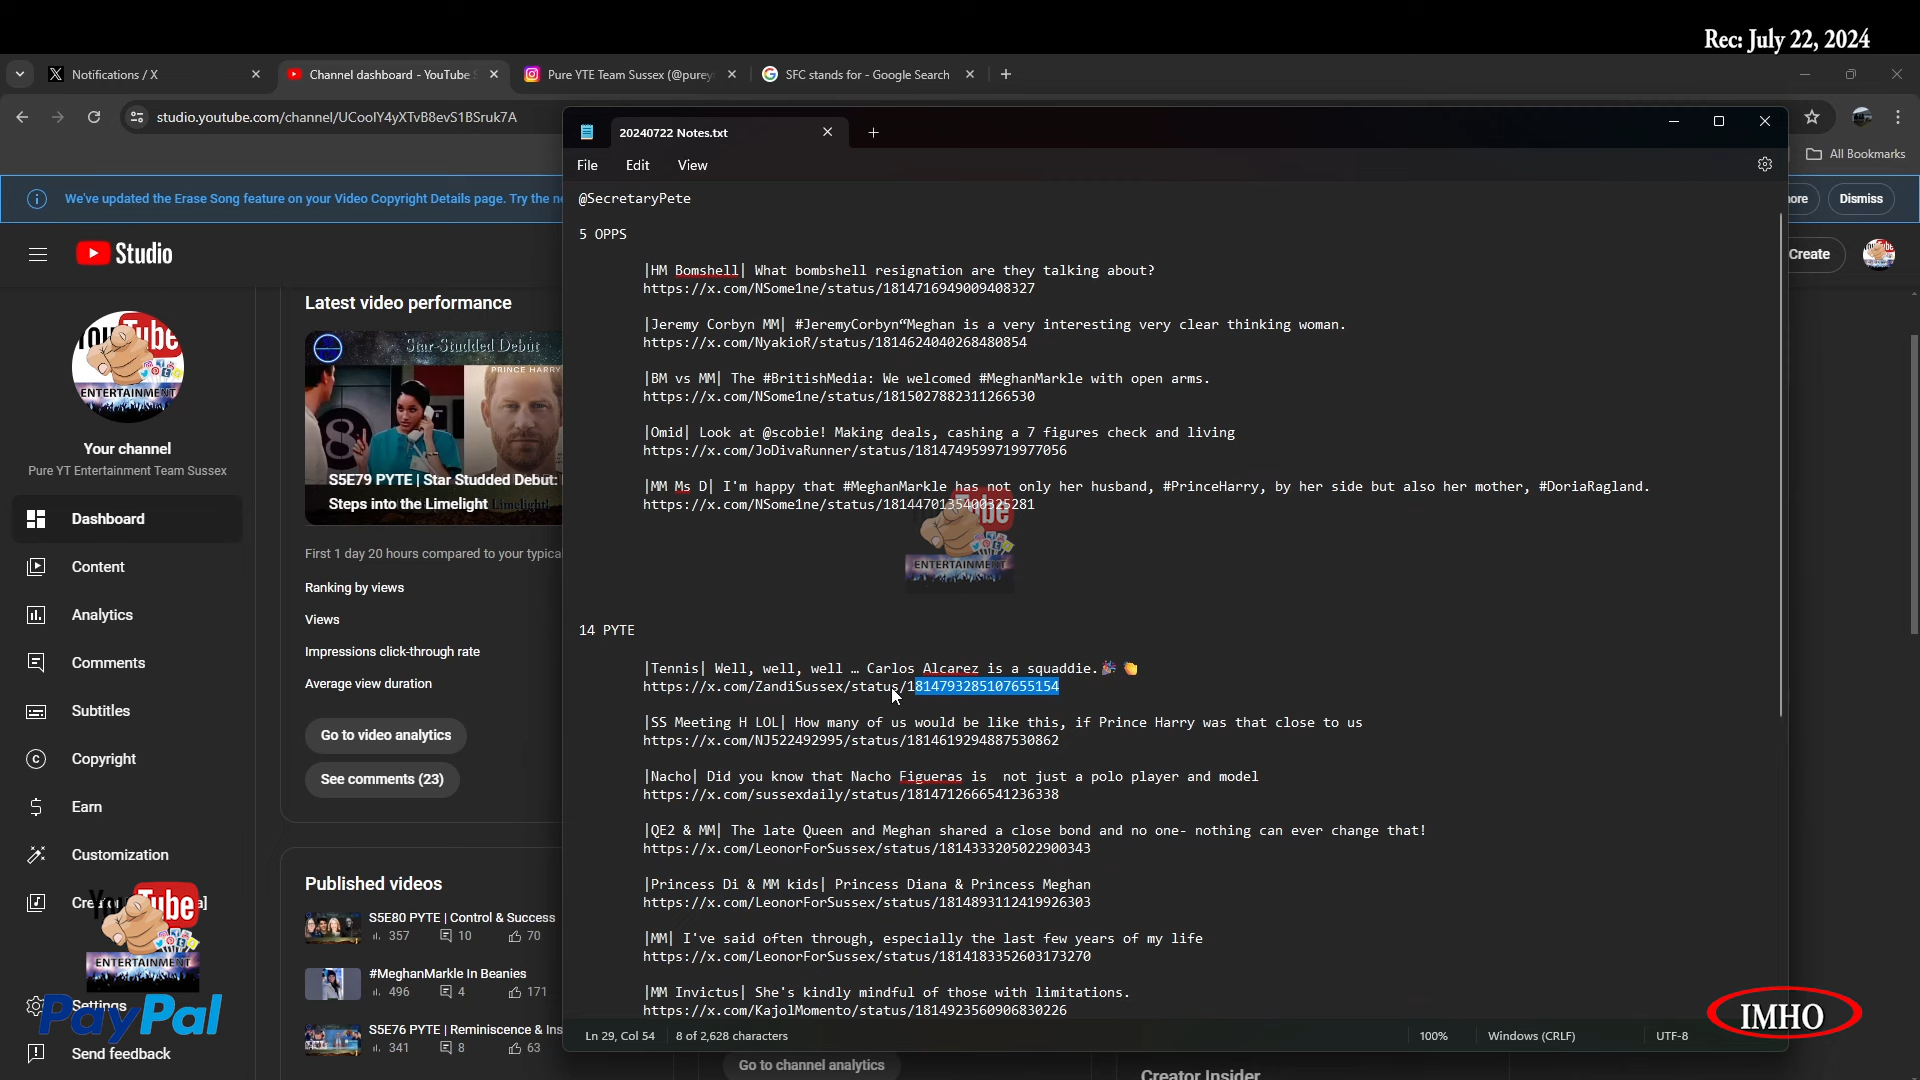 Rec: July 22, 2024
Notifications / X
Channel dashboard - YouTube S
Pure YTE Team Sussex (@purey
SFC stands for - Google Search
studio.youtube.com/channel/UCoolY4yXTvB8evS1BSruk7A
All Bookmarks
20240722 Notes.txt
File Edit View
We've updated the Erase Song feature on your Video Copyright Details page. Try the ne
ore
Dismiss
Studio
Create
@SecretaryPete
5 OPPS
|HM Bomshell| What bombshell resignation are they talking about?
https://x.com/NSome1ne/status/1814716949009408327
|Jeremy Corbyn MM| #JeremyCorbyn“Meghan is a very interesting very clear thinking woman.
https://x.com/NyakioR/status/1814624040268480854
|BM vs MM| The #BritishMedia: We welcomed #MeghanMarkle with open arms.
https://x.com/NSome1ne/status/1815027882311266530
|Omid| Look at @scobie! Making deals, cashing a 7 figures check and living
https://x.com/JoDivaRunner/status/1814749599719977056
|MM Ms D| I'm happy that #MeghanMarkle has not only her husband, #PrinceHarry, by her side but also her mother, #DoriaRagland.
https://x.com/NSome1ne/status/1814470135400325281
14 PYTE
|Tennis| Well, well, well … Carlos Alcarez is a squaddie.🎉 👏
https://x.com/ZandiSussex/status/1814793285107655154
|SS Meeting H LOL| How many of us would be like this, if Prince Harry was that close to us
https://x.com/NJ522492995/status/1814619294887530862
|Nacho| Did you know that Nacho Figueras is  not just a polo player and model
https://x.com/sussexdaily/status/1814712666541236338
|QE2 & MM| The late Queen and Meghan shared a close bond and no one- nothing can ever change that!
https://x.com/LeonorForSussex/status/1814333205022900343
|Princess Di & MM kids| Princess Diana & Princess Meghan
https://x.com/LeonorForSussex/status/1814893112419926303
|MM| I've said often through, especially the last few years of my life
https://x.com/LeonorForSussex/status/1814183352603173270
|MM Invictus| She's kindly mindful of those with limitations.
https://x.com/KajolMomento/status/1814923560906830226
Ln 29, Col 54
8 of 2,628 characters
100%
Windows (CRLF)
UTF-8
YouTube
ENTERTAINMENT
Your channel
Pure YT Entertainment Team Sussex
Dashboard
Content
Analytics
Comments
Subtitles
Copyright
Earn
Customization
Settings
Send feedback
Latest video performance
Star-Studded Debut
PRINCE HARRY
S5E79 PYTE | Star Studded Debut:
Steps into the Limelight
First 1 day 20 hours compared to your typica
Ranking by views
Views
Impressions click-through rate
Average view duration
Go to video analytics
See comments (23)
Published videos
S5E80 PYTE | Control & Success
357 10 70
#MeghanMarkle In Beanies
496 4 171
S5E76 PYTE | Reminiscence & Ins
341 8 63
Go to channel analytics
Creator Insider
ube
ENTERTAINMENT
YouTube
ENTERTAINMENT
PayPal
IMHO